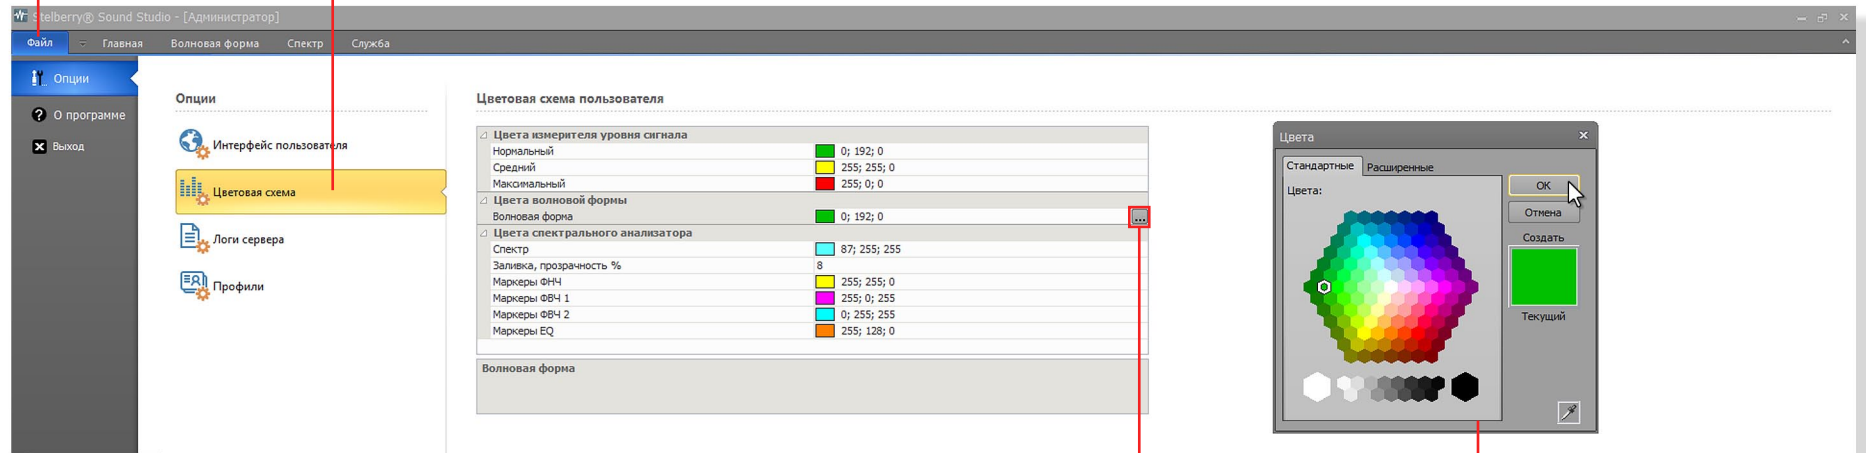 Stelberry® Sound Studio - [Администратор]
Файл Главная Волновая форма Спектр Служба
Опции
О программе
Выход
Опции
Интерфейс пользователя
Цветовая схема
Логи сервера
Профили
Цветовая схема пользователя
Цвета измерителя уровня сигнала
Нормальный 0; 192; 0
Средний 255; 255; 0
Максимальный 255; 0; 0
Цвета волновой формы
Волновая форма 0; 192; 0 ...
Цвета спектрального анализатора
Спектр 87; 255; 255
Заливка, прозрачность % 8
Маркеры ФНЧ 255; 255; 0
Маркеры ФВЧ 1 255; 0; 255
Маркеры ФВЧ 2 0; 255; 255
Маркеры EQ 255; 128; 0
Волновая форма
Цвета
Стандартные Расширенные
Цвета:
OK
Отмена
Создать
Текущий